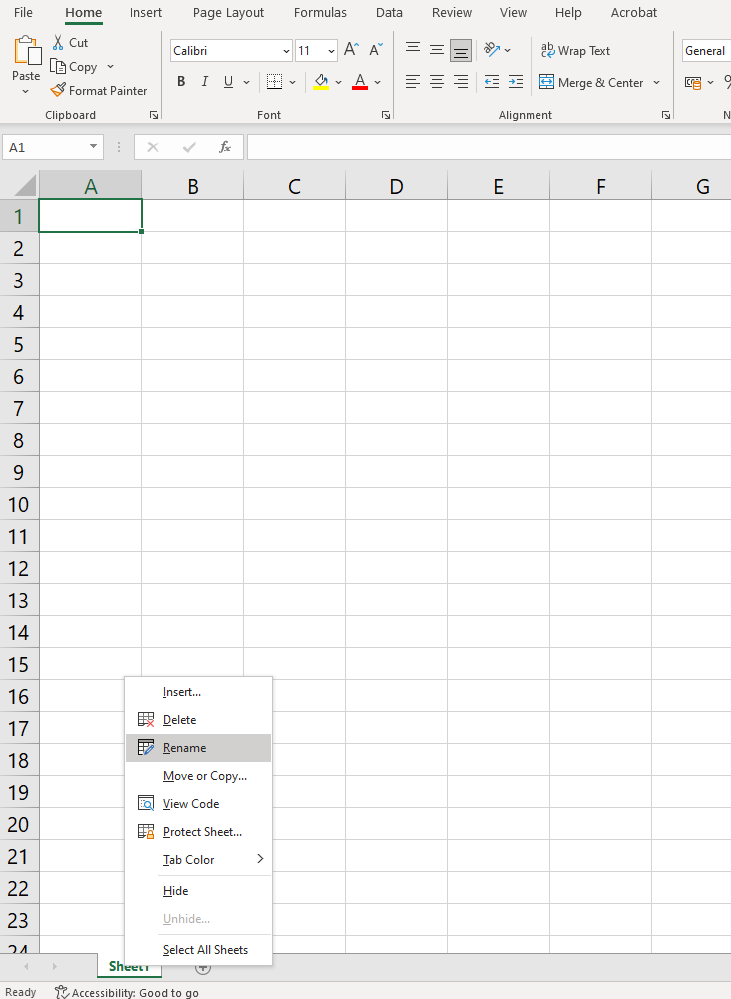 File Home Insert Page Layout Formulas Data Review View Help Acrobat
Paste
Cut
Copy
Format Painter
Clipboard
Calibri 11 A A
B I U A
Font
ab Wrap Text
Merge & Center
Alignment
General
%
N
A1 fx
A B C D E F G
1
2
3
4
5
6
7
8
9
10
11
12
13
14
15
16
17
18
19
20
21
22
23
24
Insert...
Delete
Rename
Move or Copy...
View Code
Protect Sheet...
Tab Color
Hide
Unhide...
Select All Sheets
Sheet1
Ready Accessibility: Good to go